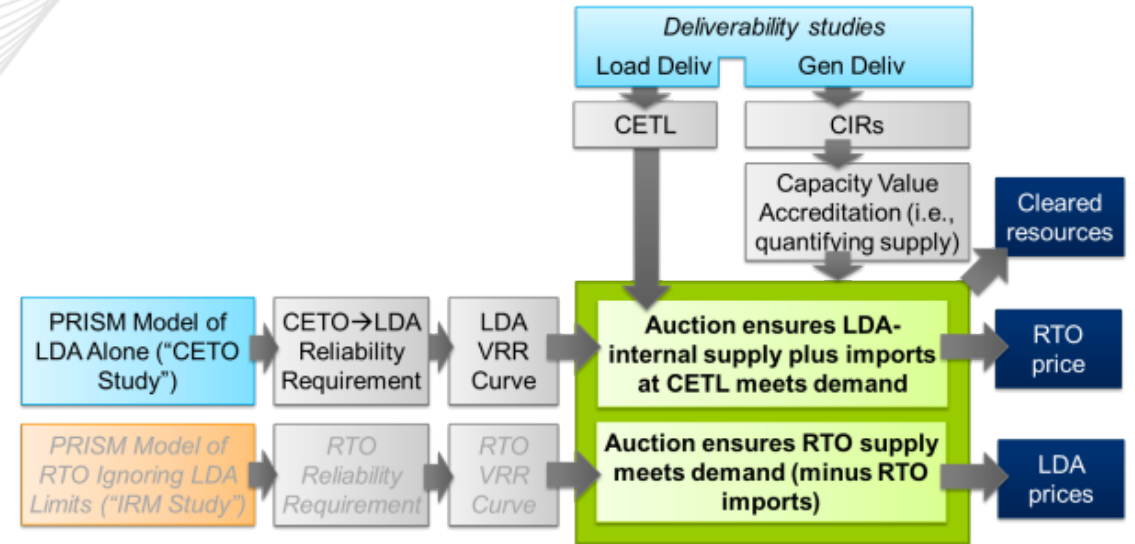 Deliverability studies
Load Deliv
Gen Deliv
CETL
CIRs
Capacity Value
Accreditation (i.e.,
quantifying supply)
Cleared
resources
PRISM Model of
LDA Alone (“CETO
Study”)
CETO→LDA
Reliability
Requirement
LDA
VRR
Curve
Auction ensures LDA-
internal supply plus imports
at CETL meets demand
RTO
price
PRISM Model of
RTO Ignoring LDA
Limits (“IRM Study”)
RTO
Reliability
Requirement
RTO
VRR
Curve
Auction ensures RTO supply
meets demand (minus RTO
imports)
LDA
prices